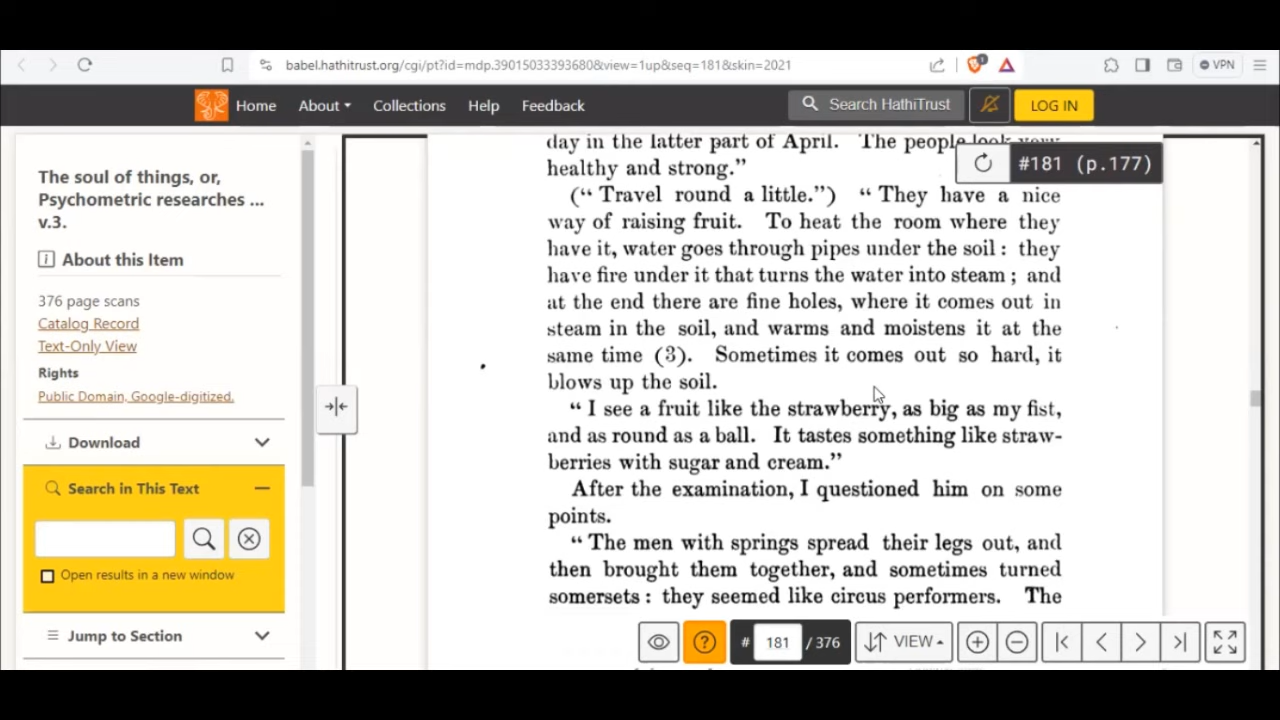 babel.hathitrust.org/cgi/pt?id=mdp.39015033393680&view=1up&seq=181&skin=2021
1
VPN
Home
About
Collections
Help
Feedback
Search HathiTrust
LOG IN
The soul of things, or,
Psychometric researches ...
v.3.
About this Item
376 page scans
Catalog Record
Text-Only View
Rights
Public Domain, Google-digitized.
Download
Search in This Text
Open results in a new window
Jump to Section
#181 (p.177)
day in the latter part of April. The people look very
healthy and strong.”
(“ Travel round a little.”) “ They have a nice
way of raising fruit. To heat the room where they
have it, water goes through pipes under the soil : they
have fire under it that turns the water into steam ; and
at the end there are fine holes, where it comes out in
steam in the soil, and warms and moistens it at the
same time (3). Sometimes it comes out so hard, it
blows up the soil.
“ I see a fruit like the strawberry, as big as my fist,
and as round as a ball. It tastes something like straw-
berries with sugar and cream.”
After the examination, I questioned him on some
points.
“ The men with springs spread their legs out, and
then brought them together, and sometimes turned
somersets : they seemed like circus performers. The
# 181 / 376
VIEW